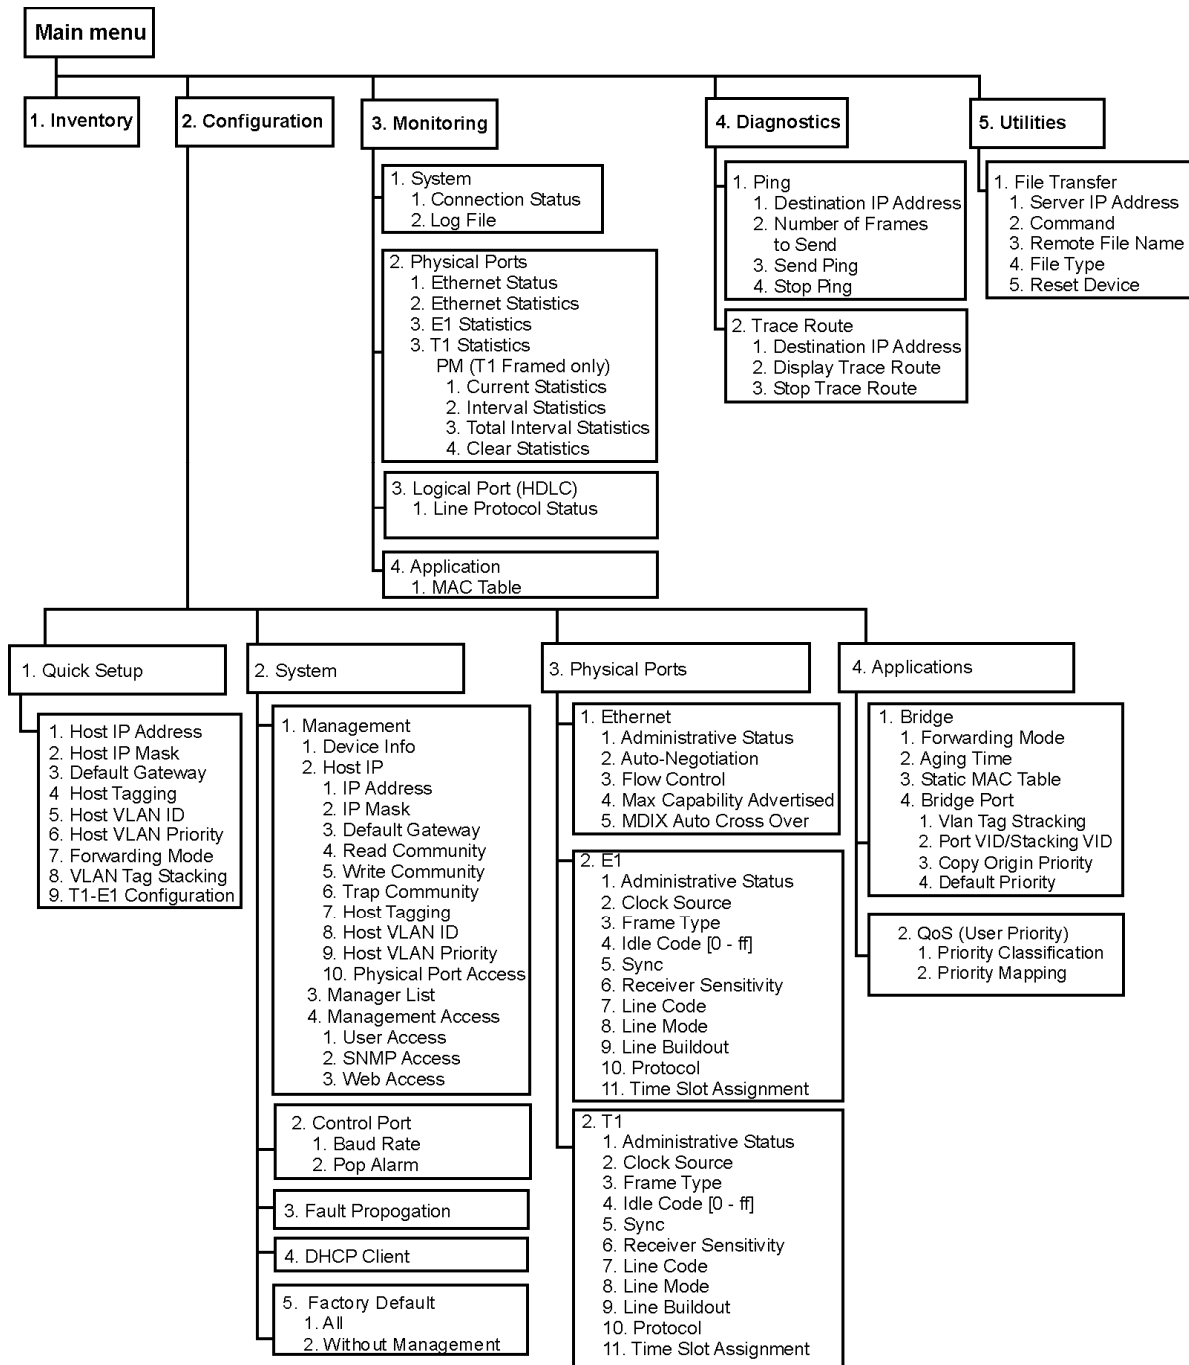 Main menu
1. Inventory
2. Configuration
3. Monitoring
1. System
1. Connection Status
2. Log File
2. Physical Ports
1. Ethernet Status
2. Ethernet Statistics
3. E1 Statistics
3. T1 Statistics
PM (T1 Framed only)
1. Current Statistics
2. Interval Statistics
3. Total Interval Statistics
4. Clear Statistics
3. Logical Port (HDLC)
1. Line Protocol Status
4. Application
1. MAC Table
4. Diagnostics
1. Ping
1. Destination IP Address
2. Number of Frames
to Send
3. Send Ping
4. Stop Ping
2. Trace Route
1. Destination IP Address
2. Display Trace Route
3. Stop Trace Route
5. Utilities
1. File Transfer
1. Server IP Address
2. Command
3. Remote File Name
4. File Type
5. Reset Device
1. Quick Setup
1. Host IP Address
2. Host IP Mask
3. Default Gateway
4 Host Tagging
5. Host VLAN ID
6. Host VLAN Priority
7. Forwarding Mode
8. VLAN Tag Stacking
9. T1-E1 Configuration
2. System
1. Management
1. Device Info
2. Host IP
1. IP Address
2. IP Mask
3. Default Gateway
4. Read Community
5. Write Community
6. Trap Community
7. Host Tagging
8. Host VLAN ID
9. Host VLAN Priority
10. Physical Port Access
3. Manager List
4. Management Access
1. User Access
2. SNMP Access
3. Web Access
2. Control Port
1. Baud Rate
2. Pop Alarm
3. Fault Propogation
4. DHCP Client
5. Factory Default
1. All
2. Without Management
3. Physical Ports
1. Ethernet
1. Administrative Status
2. Auto-Negotiation
3. Flow Control
4. Max Capability Advertised
5. MDIX Auto Cross Over
2. E1
1. Administrative Status
2. Clock Source
3. Frame Type
4. Idle Code [0 - ff]
5. Sync
6. Receiver Sensitivity
7. Line Code
8. Line Mode
9. Line Buildout
10. Protocol
11. Time Slot Assignment
2. T1
1. Administrative Status
2. Clock Source
3. Frame Type
4. Idle Code [0 - ff]
5. Sync
6. Receiver Sensitivity
7. Line Code
8. Line Mode
9. Line Buildout
10. Protocol
11. Time Slot Assignment
4. Applications
1. Bridge
1. Forwarding Mode
2. Aging Time
3. Static MAC Table
4. Bridge Port
1. Vlan Tag Stracking
2. Port VID/Stacking VID
3. Copy Origin Priority
4. Default Priority
2. QoS (User Priority)
1. Priority Classification
2. Priority Mapping